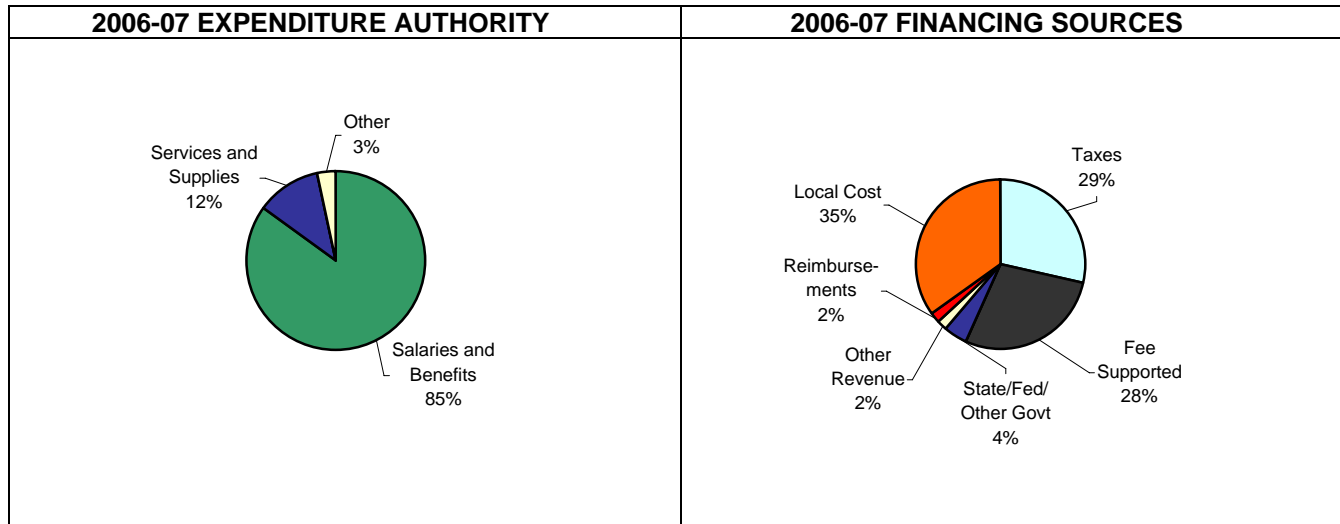 2006-07 EXPENDITURE AUTHORITY
Other
3%
Services and
Supplies
12%
Salaries and
Benefits
85%
2006-07 FINANCING SOURCES
Taxes
29%
Local Cost
35%
Reimburse-
ments
2%
Other
Revenue
2%
State/Fed/
Other Govt
4%
Fee
Supported
28%